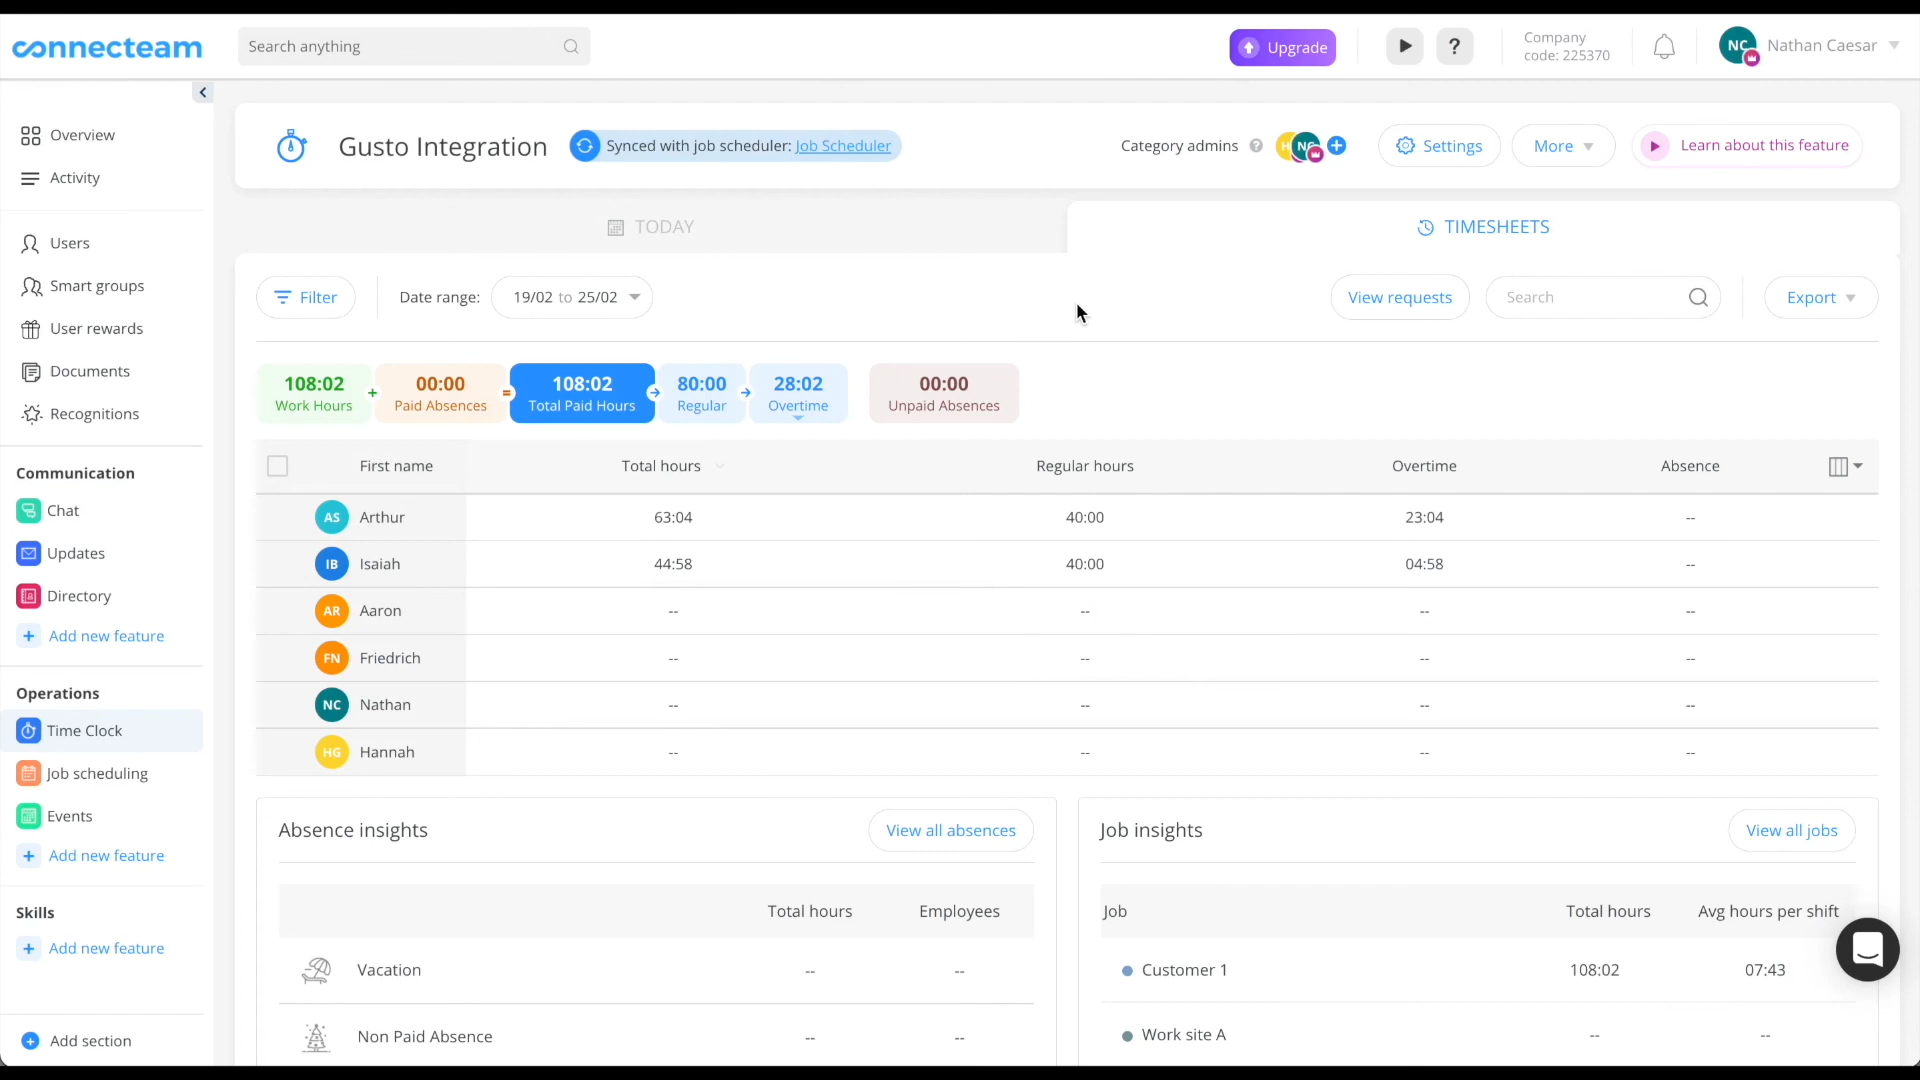 connecteam
Search anything
Upgrade
?
Company
code: 225370
NC
Nathan Caesar
Overview
Activity
Users
Smart groups
User rewards
Documents
Recognitions
Communication
Chat
Updates
Directory
+ Add new feature
Operations
Time Clock
Job scheduling
Events
+ Add new feature
Skills
+ Add new feature
Add section
Gusto Integration
Synced with job scheduler: Job Scheduler
Category admins ?
NC
Settings
More
Learn about this feature
TODAY
TIMESHEETS
Filter
Date range:
19/02 to 25/02
View requests
Search
Export
108:02
Work Hours
+
00:00
Paid Absences
=
108:02
Total Paid Hours
80:00
Regular
28:02
Overtime
00:00
Unpaid Absences
First name Total hours Regular hours Overtime Absence
AS Arthur 63:04 40:00 23:04 --
IB Isaiah 44:58 40:00 04:58 --
AR Aaron -- -- -- --
FN Friedrich -- -- -- --
NC Nathan -- -- -- --
HG Hannah -- -- -- --
Absence insights
View all absences
Total hours Employees
Vacation -- --
Non Paid Absence -- --
Job insights
View all jobs
Job Total hours Avg hours per shift
Customer 1 108:02 07:43
Work site A -- --